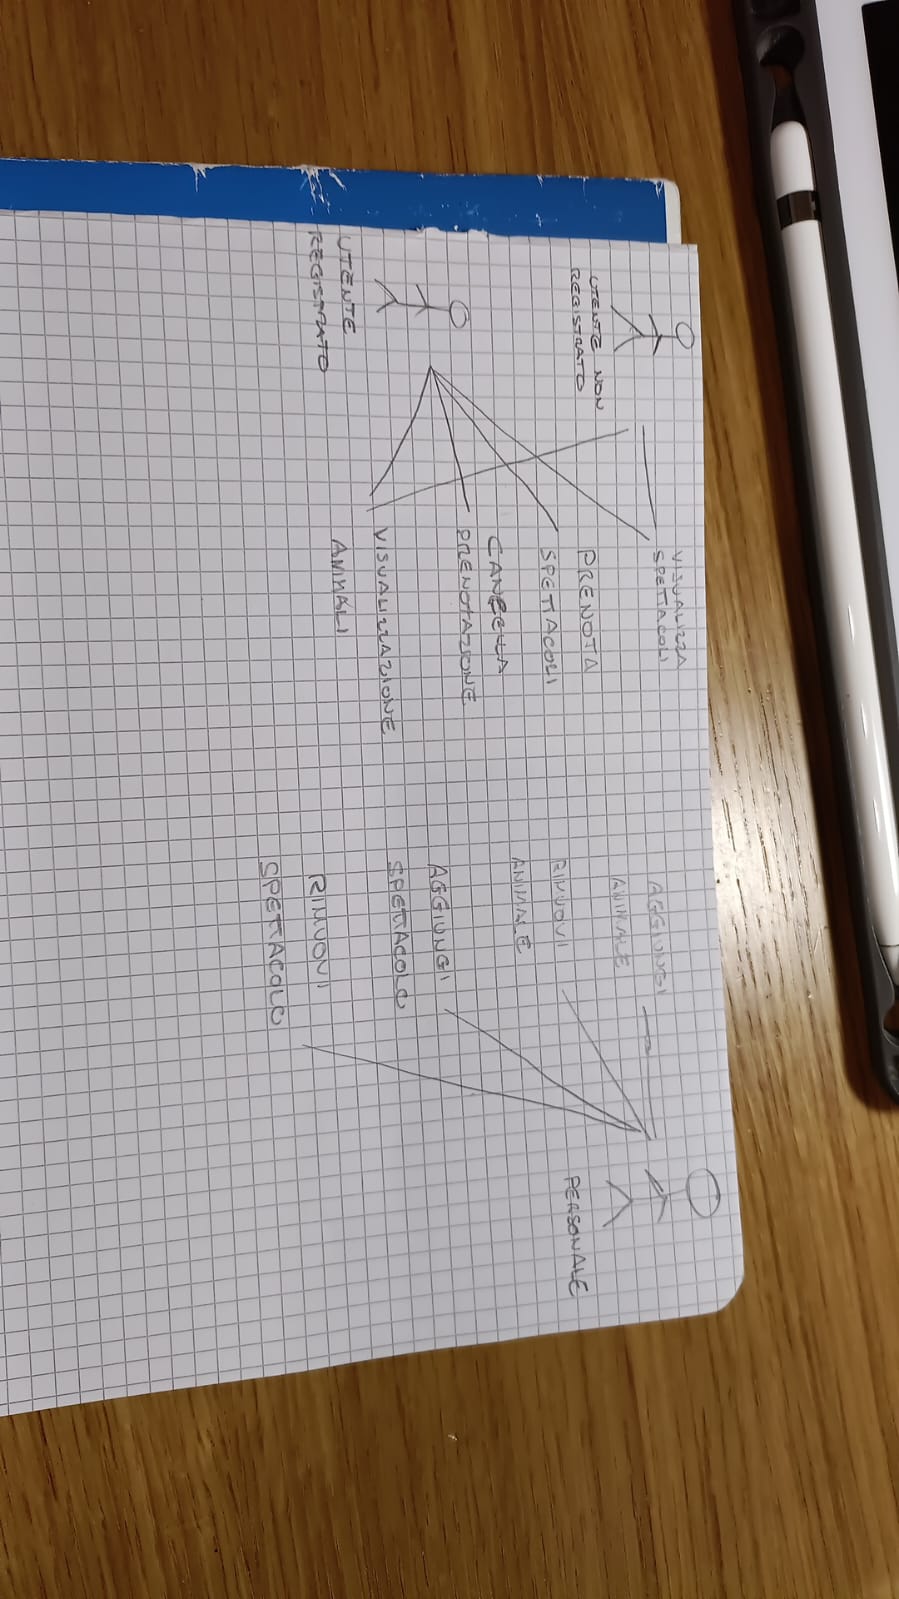 UTENTE NON
REGISTRATO
UTENTE
REGISTRATO
VISUALIZZA
SPETTACOLI
PRENOTA
SPETTACOLI
CANCELLA
PRENOTAZIONE
VISUALIZZAZIONE
ANIMALI
AGGIUNGI
ANIMALE
RIMUOVI
ANIMALE
AGGIUNGI
SPETTACOLO
RIMUOVI
SPETTACOLO
PERSONALE